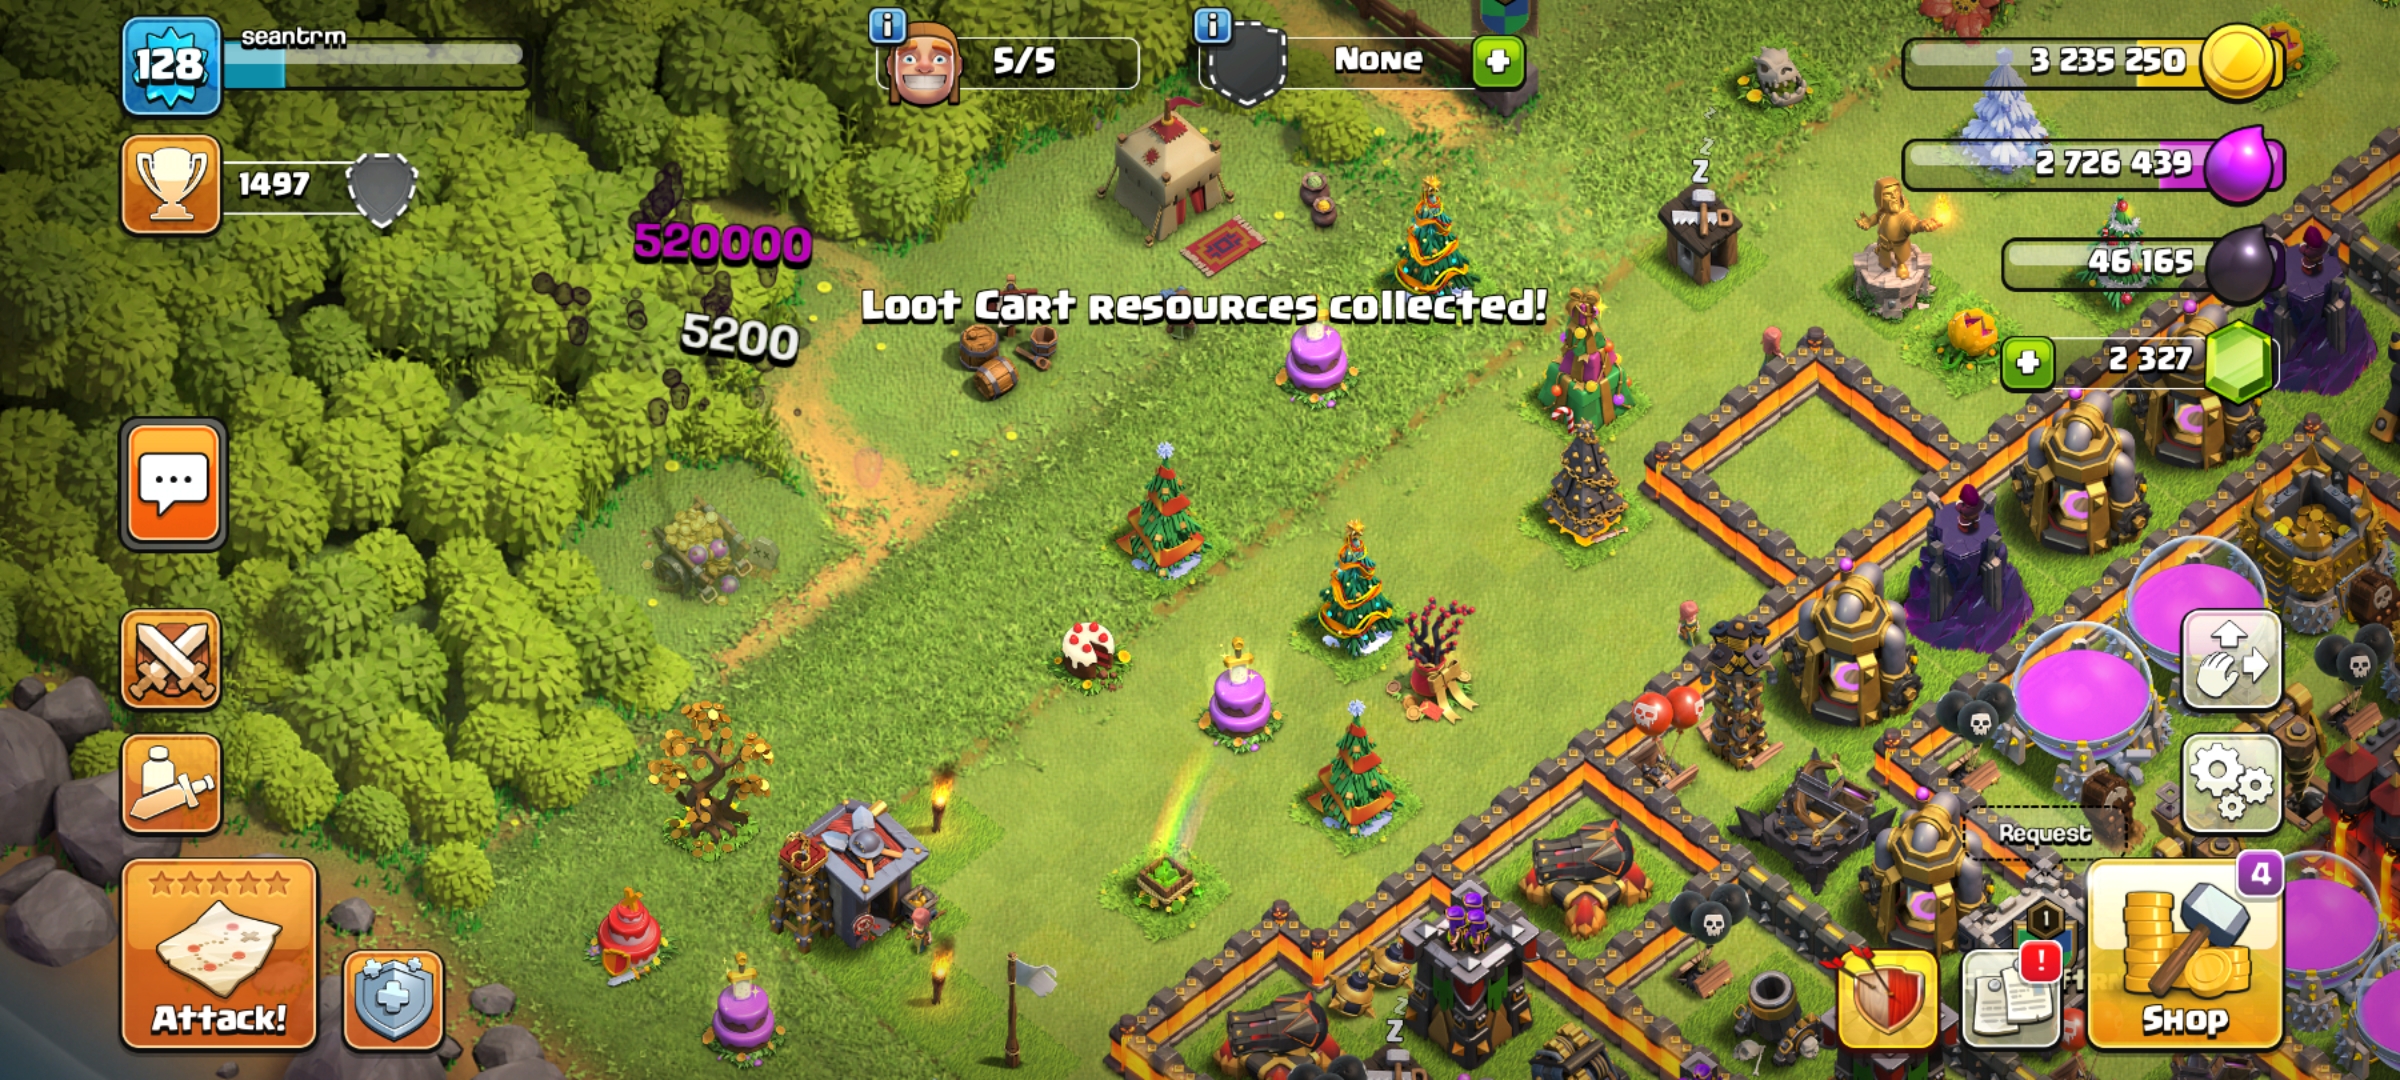 128
seantrm
5/5
None
3 235 250
1497
2 726 439
520000
46 165
Loot Cart resources collected!
5200
2 327
Request
4
1
Attack!
Shop